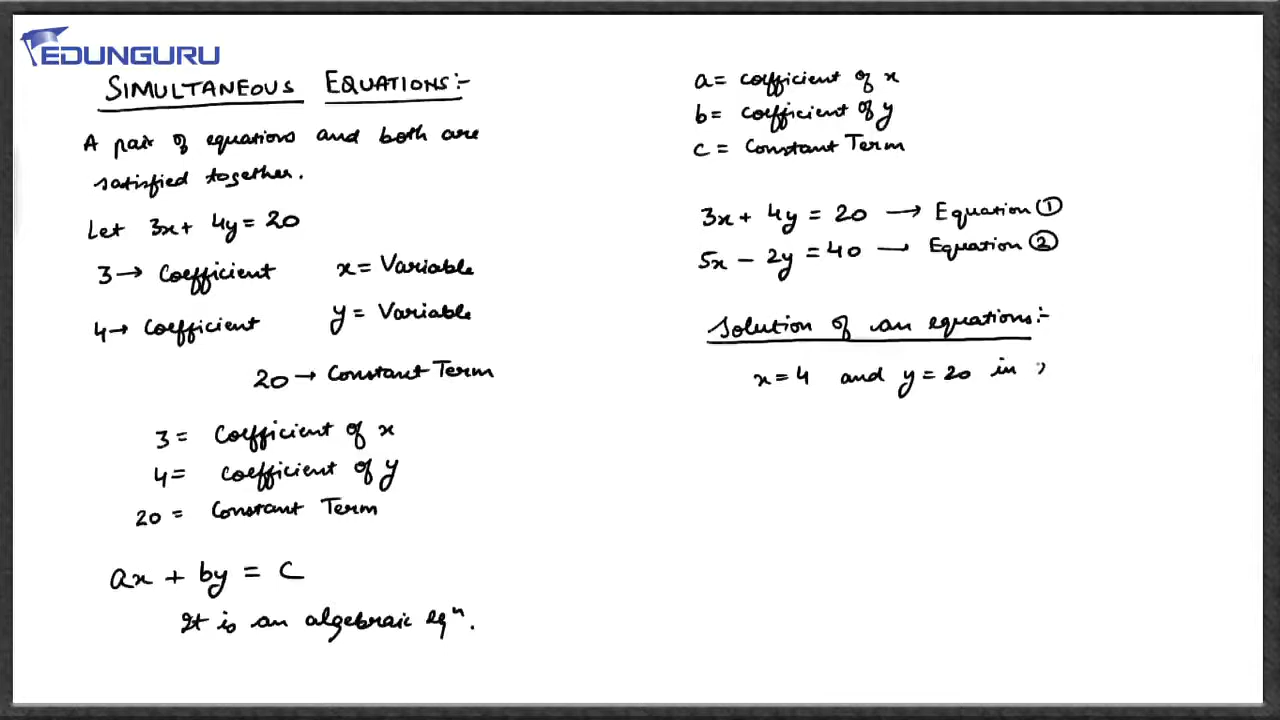 EDUNGURU
SIMULTANEOUS EQUATIONS:-
A pair of equations and both are
satisfied together.
Let 3x + 4y = 20
3 → Coefficient x = Variable
4 → Coefficient y = Variable
20 → Constant Term
3 = Coefficient of x
4 = Coefficient of y
20 = Constant Term
ax + by = c
It is an algebraic eqⁿ.
a = coefficient of x
b = coefficient of y
c = Constant Term
3x + 4y = 20 → Equation ①
5x - 2y = 40 → Equation ②
Solution of an equations:-
x = 4 and y = 20 in